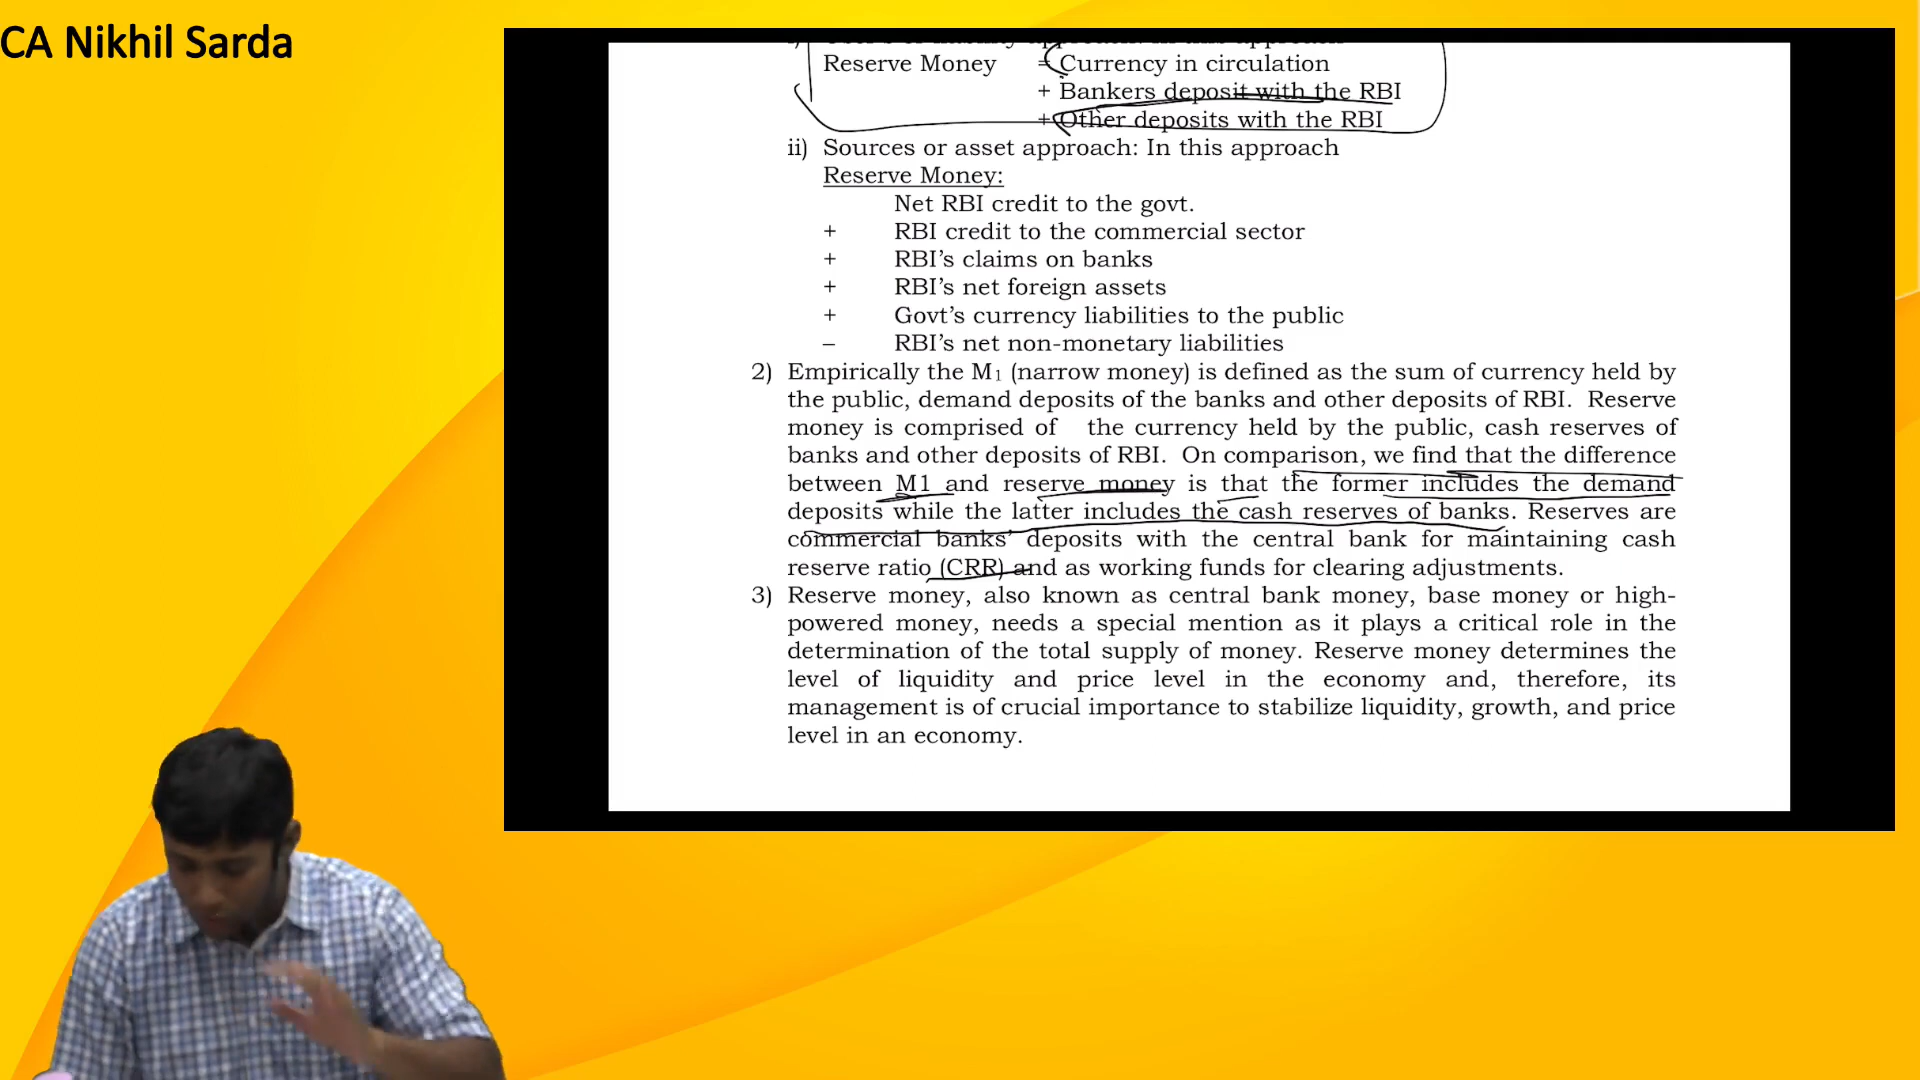 CA Nikhil Sarda
Reserve Money = Currency in circulation
+ Bankers deposit with the RBI
+ Other deposits with the RBI
ii) Sources or asset approach: In this approach
Reserve Money:
Net RBI credit to the govt.
+ RBI credit to the commercial sector
+ RBI’s claims on banks
+ RBI’s net foreign assets
+ Govt’s currency liabilities to the public
– RBI’s net non-monetary liabilities
2) Empirically the M₁ (narrow money) is defined as the sum of currency held by
the public, demand deposits of the banks and other deposits of RBI. Reserve
money is comprised of the currency held by the public, cash reserves of
banks and other deposits of RBI. On comparison, we find that the difference
between M1 and reserve money is that the former includes the demand
deposits while the latter includes the cash reserves of banks. Reserves are
commercial banks’ deposits with the central bank for maintaining cash
reserve ratio (CRR) and as working funds for clearing adjustments.
3) Reserve money, also known as central bank money, base money or high-
powered money, needs a special mention as it plays a critical role in the
determination of the total supply of money. Reserve money determines the
level of liquidity and price level in the economy and, therefore, its
management is of crucial importance to stabilize liquidity, growth, and price
level in an economy.